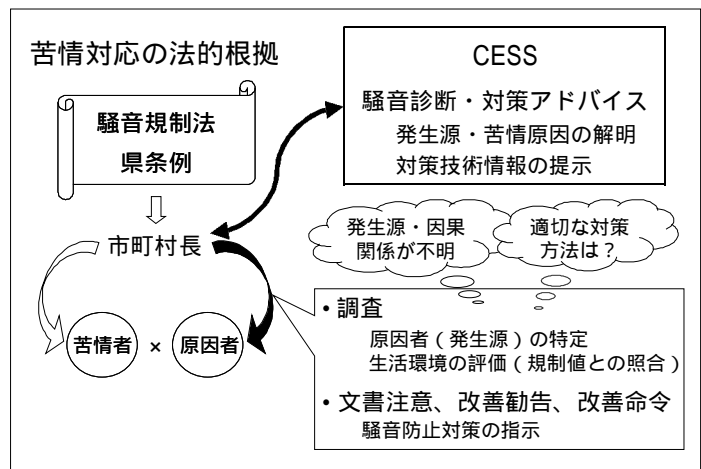 苦情対応の法的根拠
騒音規制法
県条例
市町村長
苦情者
×
原因者
CESS
騒音診断・対策アドバイス
発生源・苦情原因の解明
対策技術情報の提示
発生源・因果
関係が不明
適切な対策
方法は？
・調査
原因者（発生源）の特定
生活環境の評価（規制値との照合）
・文書注意、改善勧告、改善命令
騒音防止対策の指示